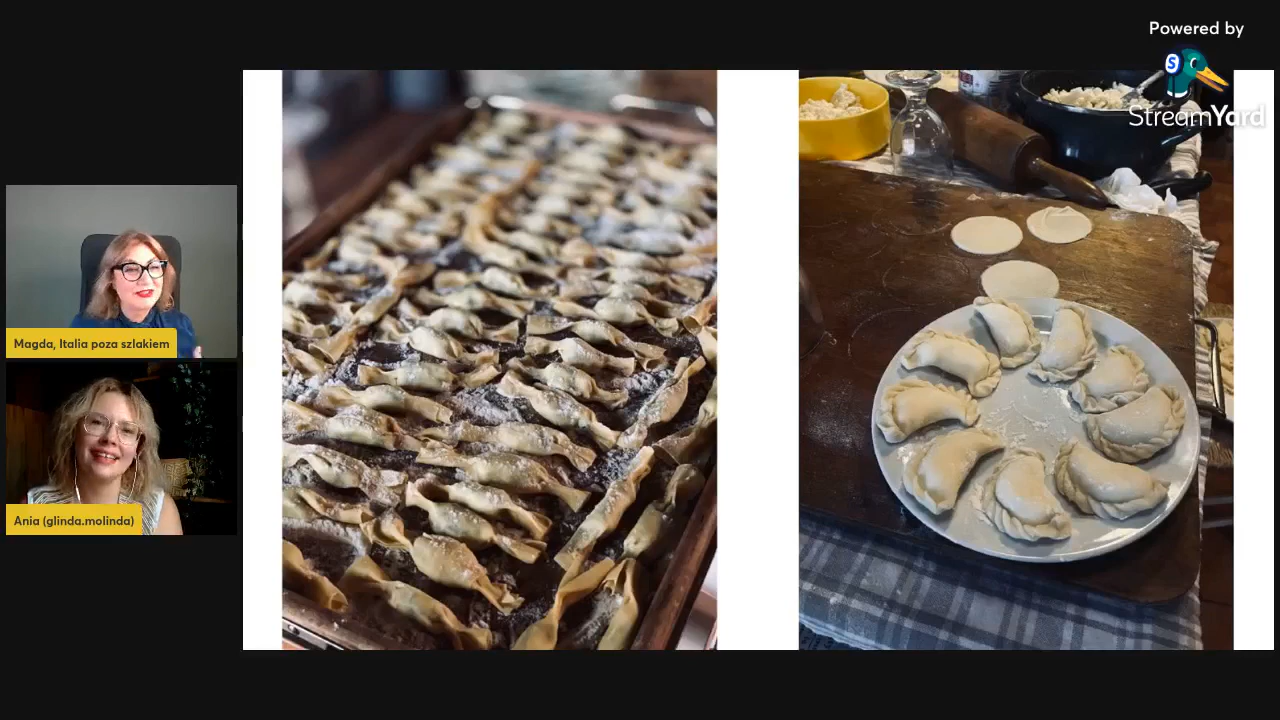 Powered by
S
StreamYard
Magda, Italia poza szlakiem
Ania (glinda.molinda)